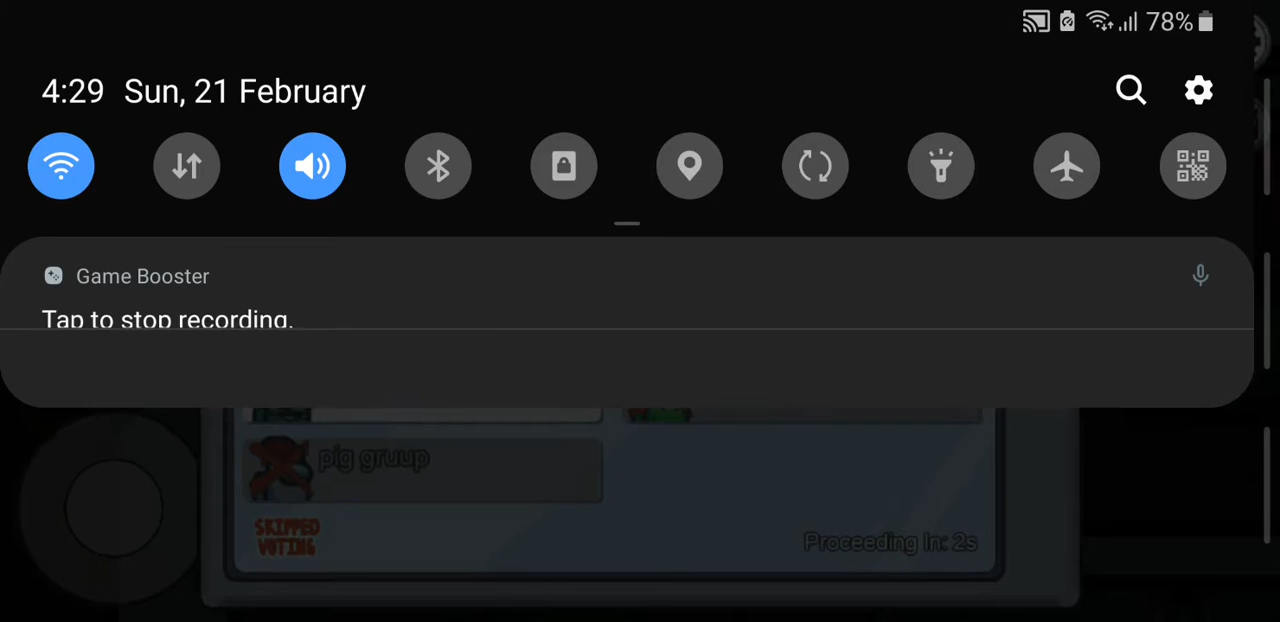 78%
4:29 Sun, 21 February
Game Booster
Tap to stop recording.
pig gruup
SKIPPED
VOTING
Proceeding In: 2s